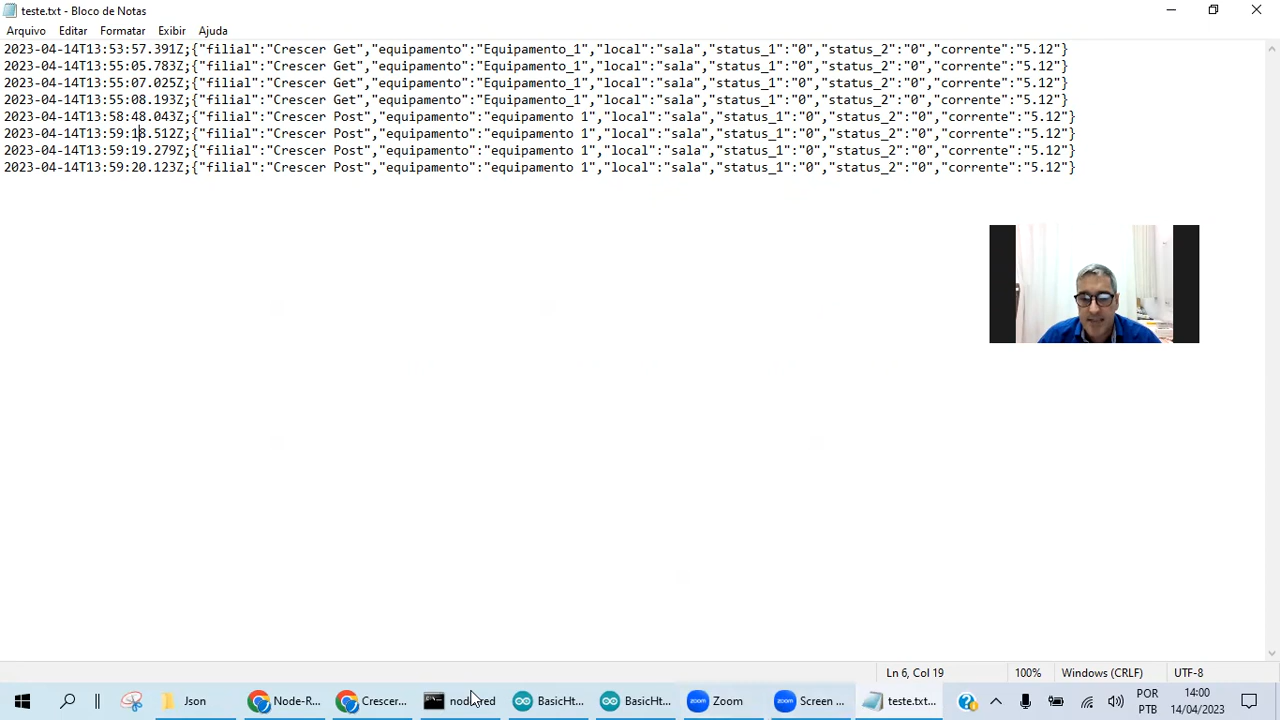 teste.txt - Bloco de Notas
Arquivo Editar Formatar Exibir Ajuda
2023-04-14T13:53:57.391Z;{"filial":"Crescer Get","equipamento":"Equipamento_1","local":"sala","status_1":"0","status_2":"0","corrente":"5.12"}
2023-04-14T13:55:05.783Z;{"filial":"Crescer Get","equipamento":"Equipamento_1","local":"sala","status_1":"0","status_2":"0","corrente":"5.12"}
2023-04-14T13:55:07.025Z;{"filial":"Crescer Get","equipamento":"Equipamento_1","local":"sala","status_1":"0","status_2":"0","corrente":"5.12"}
2023-04-14T13:55:08.193Z;{"filial":"Crescer Get","equipamento":"Equipamento_1","local":"sala","status_1":"0","status_2":"0","corrente":"5.12"}
2023-04-14T13:58:48.043Z;{"filial":"Crescer Post","equipamento":"equipamento 1","local":"sala","status_1":"0","status_2":"0","corrente":"5.12"}
2023-04-14T13:59:18.512Z;{"filial":"Crescer Post","equipamento":"equipamento 1","local":"sala","status_1":"0","status_2":"0","corrente":"5.12"}
2023-04-14T13:59:19.279Z;{"filial":"Crescer Post","equipamento":"equipamento 1","local":"sala","status_1":"0","status_2":"0","corrente":"5.12"}
2023-04-14T13:59:20.123Z;{"filial":"Crescer Post","equipamento":"equipamento 1","local":"sala","status_1":"0","status_2":"0","corrente":"5.12"}
Ln 6, Col 19 100% Windows (CRLF) UTF-8
Json Node-R... Crescer... BasicHt... BasicHt... zoom Zoom zoom Screen ... teste.txt... POR 14:00
PTB 14/04/2023